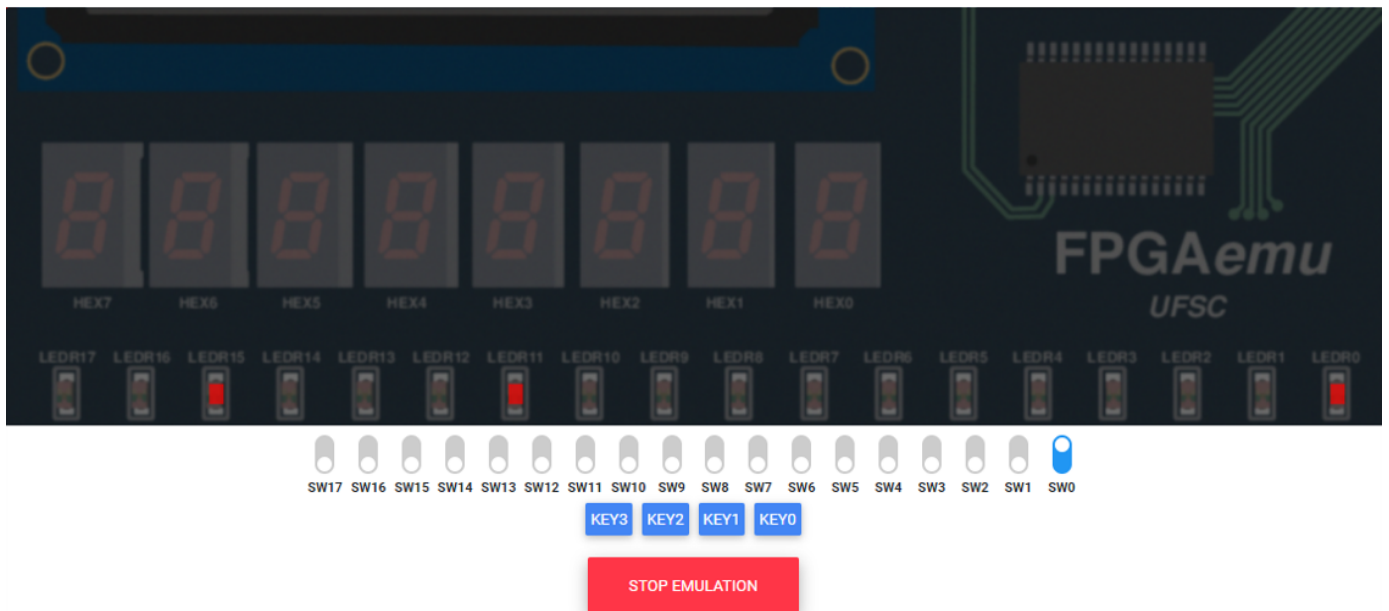 FPGAemu
UFSC
HEX7 HEX6 HEX5 HEX4 HEX3 HEX2 HEX1 HEX0
LEDR17 LEDR16 LEDR15 LEDR14 LEDR13 LEDR12 LEDR11 LEDR10 LEDR9 LEDR8 LEDR7 LEDR6 LEDR5 LEDR4 LEDR3 LEDR2 LEDR1 LEDR0
SW17 SW16 SW15 SW14 SW13 SW12 SW11 SW10 SW9 SW8 SW7 SW6 SW5 SW4 SW3 SW2 SW1 SW0
KEY3 KEY2 KEY1 KEY0
STOP EMULATION